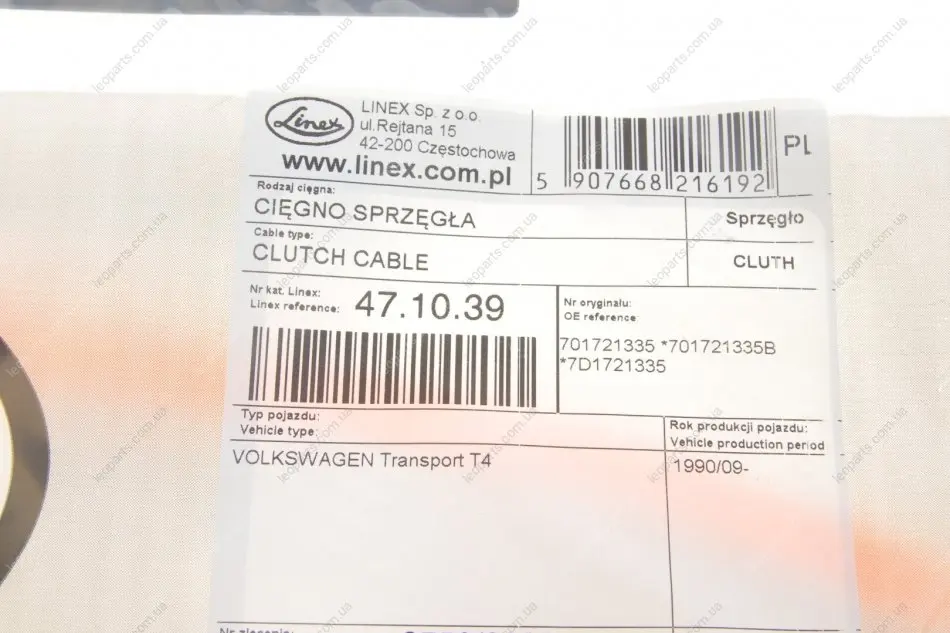 Linex
LINEX Sp. z o.o.
ul.Rejtana 15
42-200 Częstochowa
www.linex.com.pl
5 907668 216192
PL
Rodzaj cięgna:
CIĘGNO SPRZĘGŁA
Sprzęgło
Cable type:
CLUTCH CABLE
CLUTH
Nr kat. Linex:
Linex reference:
47.10.39
Nr oryginału:
OE reference
701721335 *701721335B
*7D1721335
Typ pojazdu:
Vehicle type:
Rok produkcji pojazdu:
Vehicle production period
VOLKSWAGEN Transport T4
1990/09-
leoparts.com.ua